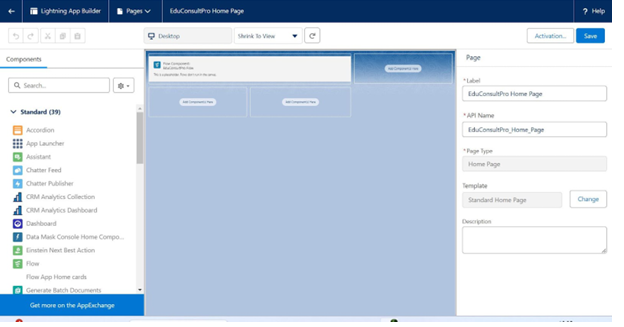 Lightning App Builder
Pages
EduConsultPro Home Page
? Help
Desktop
Shrink To View
Activation...
Save
Components
Page
Search...
*Label
EduConsultPro Home Page
Standard (39)
*API Name
EduConsultPro_Home_Page
Accordion
App Launcher
Assistant
Chatter Feed
Chatter Publisher
CRM Analytics Collection
CRM Analytics Dashboard
Dashboard
Data Mask Console Home Compo...
Einstein Next Best Action
Flow
Flow App Home cards
Generate Batch Documents
Get more on the AppExchange
Add Component(s) Here
Add Component(s) Here
Add Component(s) Here
*Page Type
Home Page
Template
Standard Home Page
Change
Description